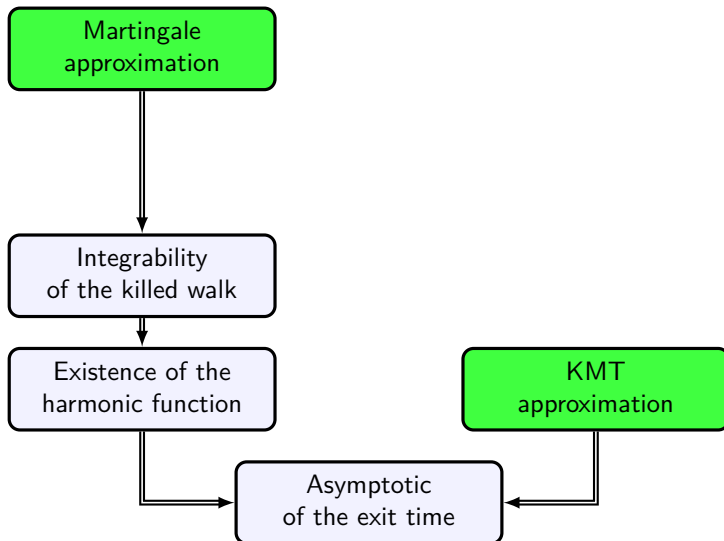 Martingale
approximation
Integrability
of the killed walk
Existence of the
harmonic function
KMT
approximation
Asymptotic
of the exit time